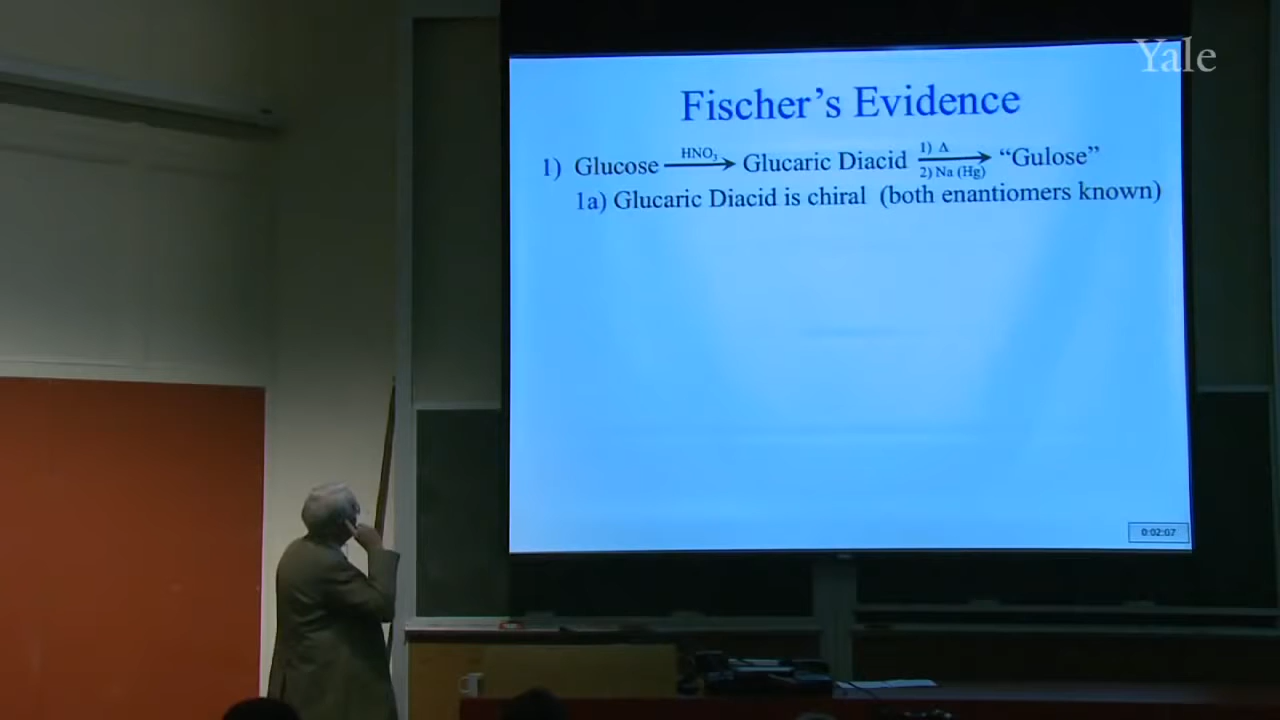 Yale
Fischer's Evidence
1) Glucose HNO₃ → Glucaric Diacid 1) Δ 2) Na (Hg) → "Gulose"
1a) Glucaric Diacid is chiral (both enantiomers known)
0:02:07